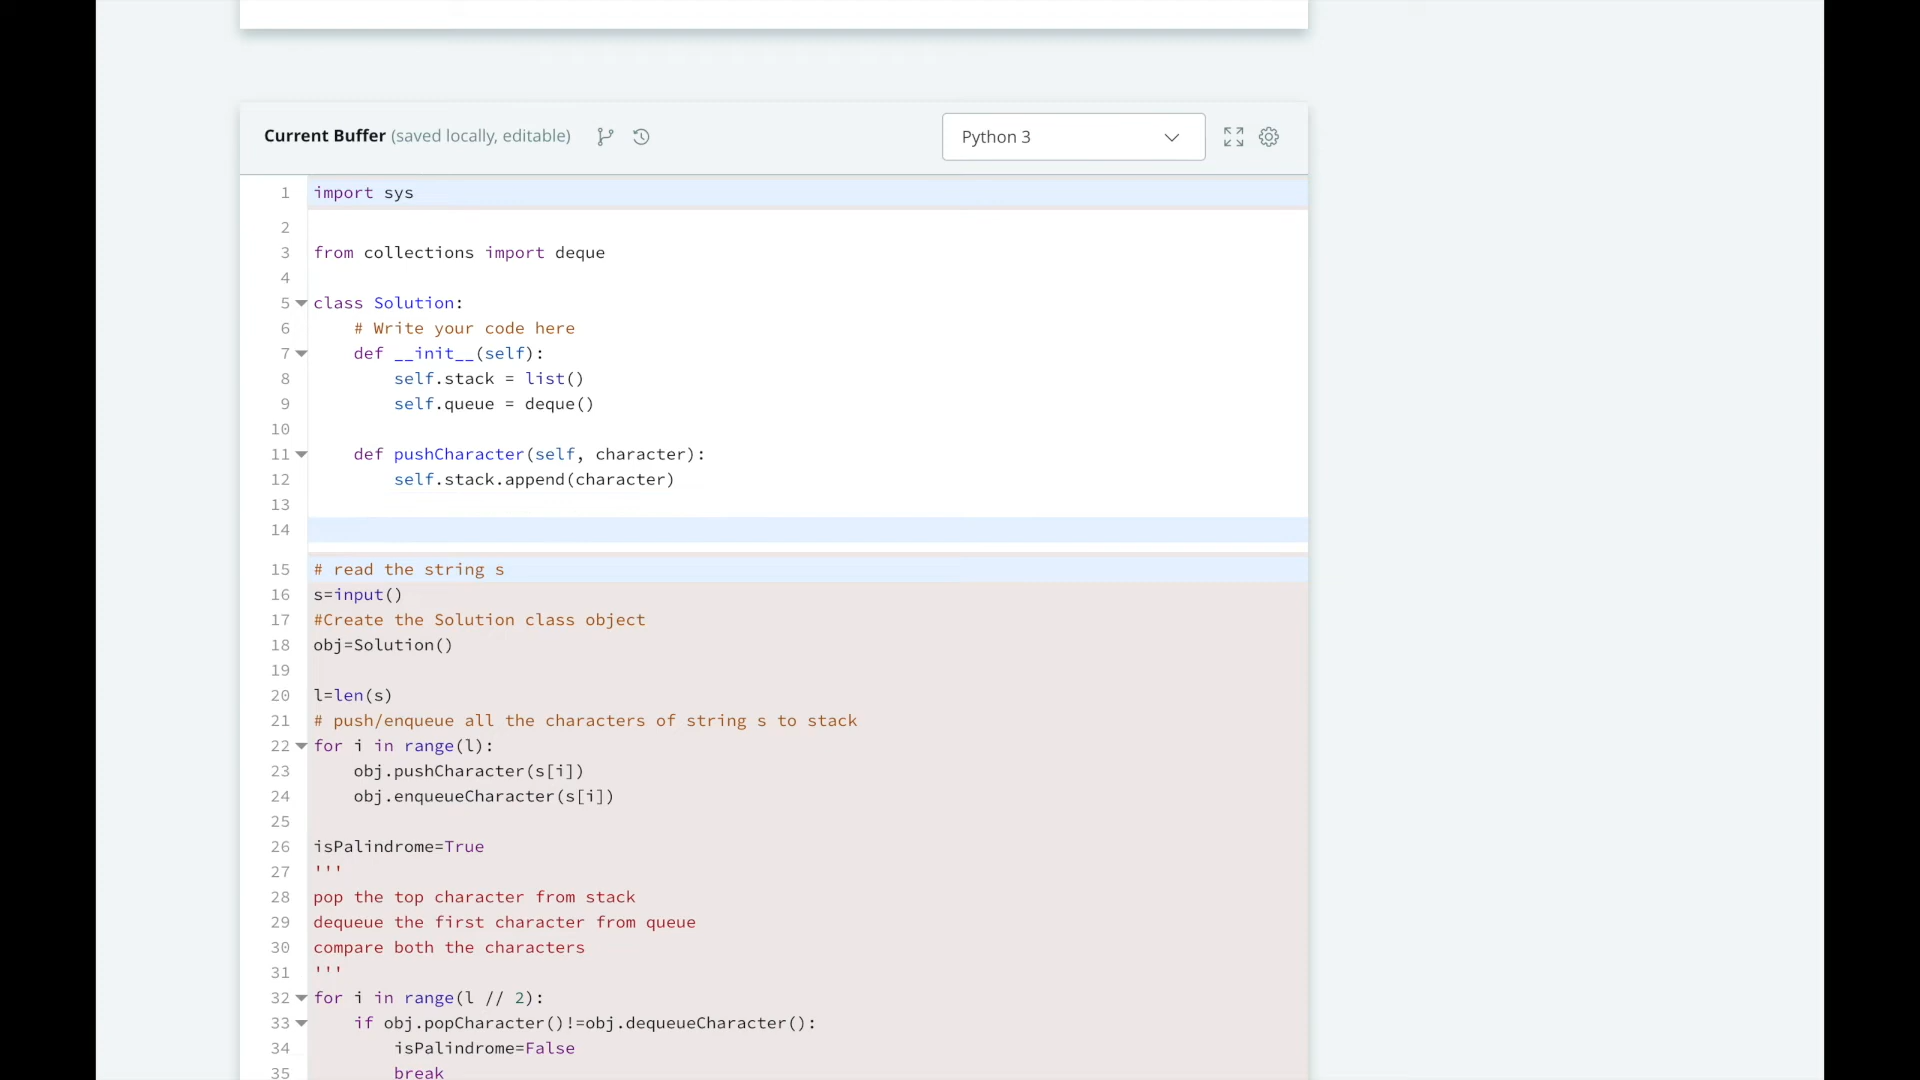 Current Buffer (saved locally, editable)
Python 3
1 import sys
2
3 from collections import deque
4
5 class Solution:
6     # Write your code here
7     def __init__(self):
8         self.stack = list()
9         self.queue = deque()
10
11     def pushCharacter(self, character):
12         self.stack.append(character)
13
14
15 # read the string s
16 s=input()
17 #Create the Solution class object
18 obj=Solution()
19
20 l=len(s)
21 # push/enqueue all the characters of string s to stack
22 for i in range(l):
23     obj.pushCharacter(s[i])
24     obj.enqueueCharacter(s[i])
25
26 isPalindrome=True
27 '''
28 pop the top character from stack
29 dequeue the first character from queue
30 compare both the characters
31 '''
32 for i in range(l // 2):
33     if obj.popCharacter()!=obj.dequeueCharacter():
34         isPalindrome=False
35         break